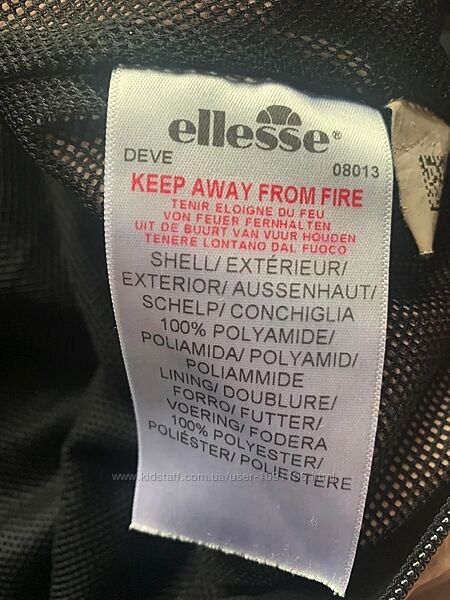 ellesse®
DEVE 08013
KEEP AWAY FROM FIRE
TENIR ELOIGNE DU FEU
VON FEUER FERNHALTEN
UIT DE BUURT VAN VUUR HOUDEN
TENERE LONTANO DAL FUOCO
SHELL/ EXTÉRIEUR/
EXTERIOR/ AUSSENHAUT/
SCHELP/ CONCHIGLIA
100% POLYAMIDE/
POLIAMIDA/ POLYAMID/
POLIAMMIDE
LINING/ DOUBLURE/
FORRO/ FUTTER/
VOERING/ FODERA
100% POLYESTER/
POLIÉSTER/ POLIESTERE